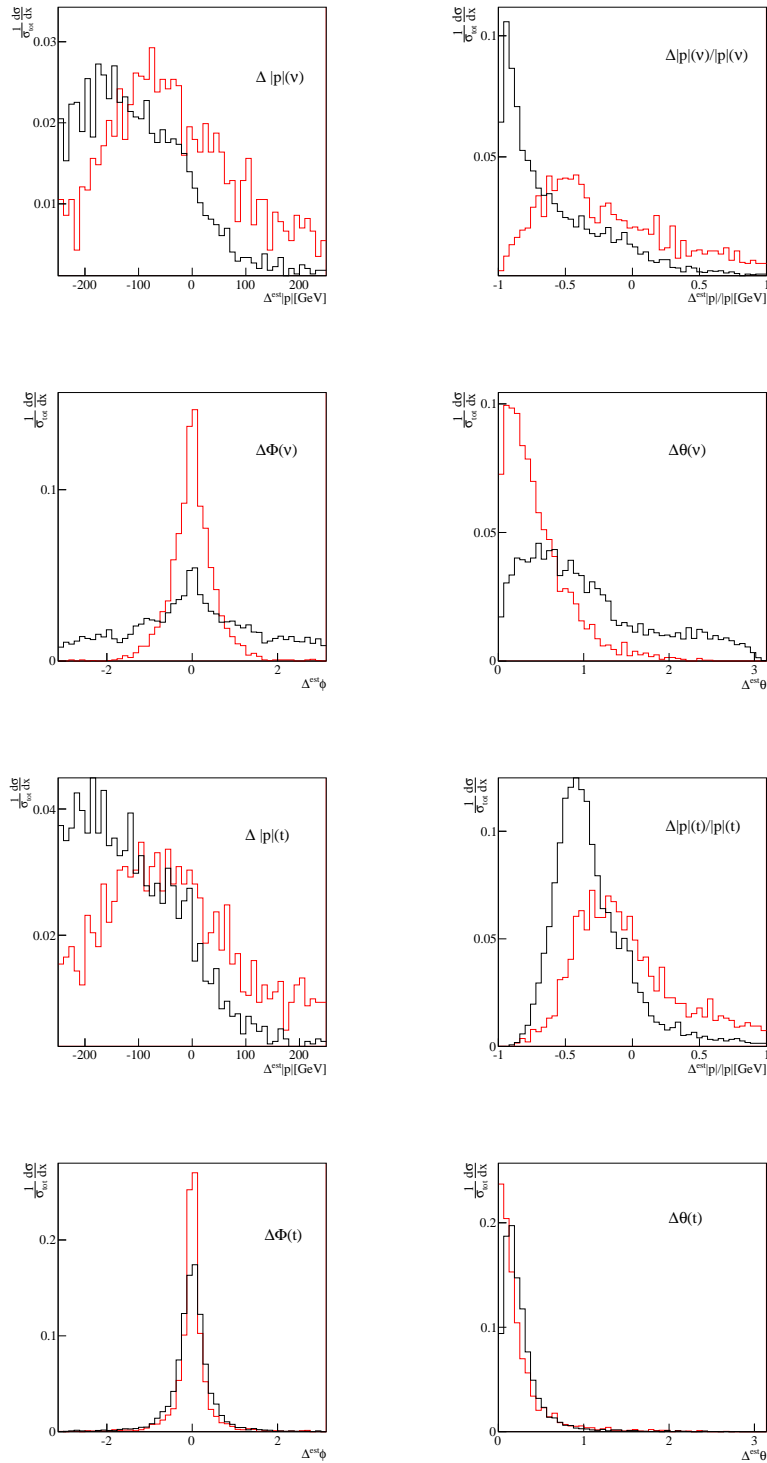 1/σtot dσ/dx
0.03
0.02
0.01
Δ |p|(ν)
-200 -100 0 100 200
Δest|p|[GeV]
1/σtot dσ/dx
0.1
0.05
Δ|p|(ν)/|p|(ν)
-1 -0.5 0 0.5 1
Δest|p|/|p|[GeV]
1/σtot dσ/dx
0.1
0
ΔΦ(ν)
-2 0 2
Δestϕ
1/σtot dσ/dx
0.1
0.05
0
Δθ(ν)
0 1 2 3
Δestθ
1/σtot dσ/dx
0.04
0.02
Δ |p|(t)
-200 -100 0 100 200
Δest|p|[GeV]
1/σtot dσ/dx
0.1
0.05
0
Δ|p|(t)/|p|(t)
-1 -0.5 0 0.5 1
Δest|p|/|p|[GeV]
1/σtot dσ/dx
0.2
0.1
0
ΔΦ(t)
-2 0 2
Δestϕ
1/σtot dσ/dx
0.2
0.1
0
Δθ(t)
0 1 2 3
Δestθ